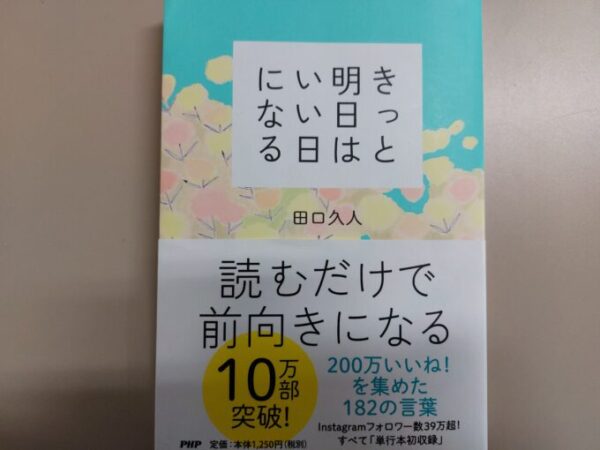 きっと
明日は
いい日
になる
田口久人
読むだけで
前向きになる
10万部
突破!
200万いいね!
を集めた
182の言葉
Instagramフォロワー数39万超!
すべて「単行本初収録」
PHP 定価:本体1,250円(税別)